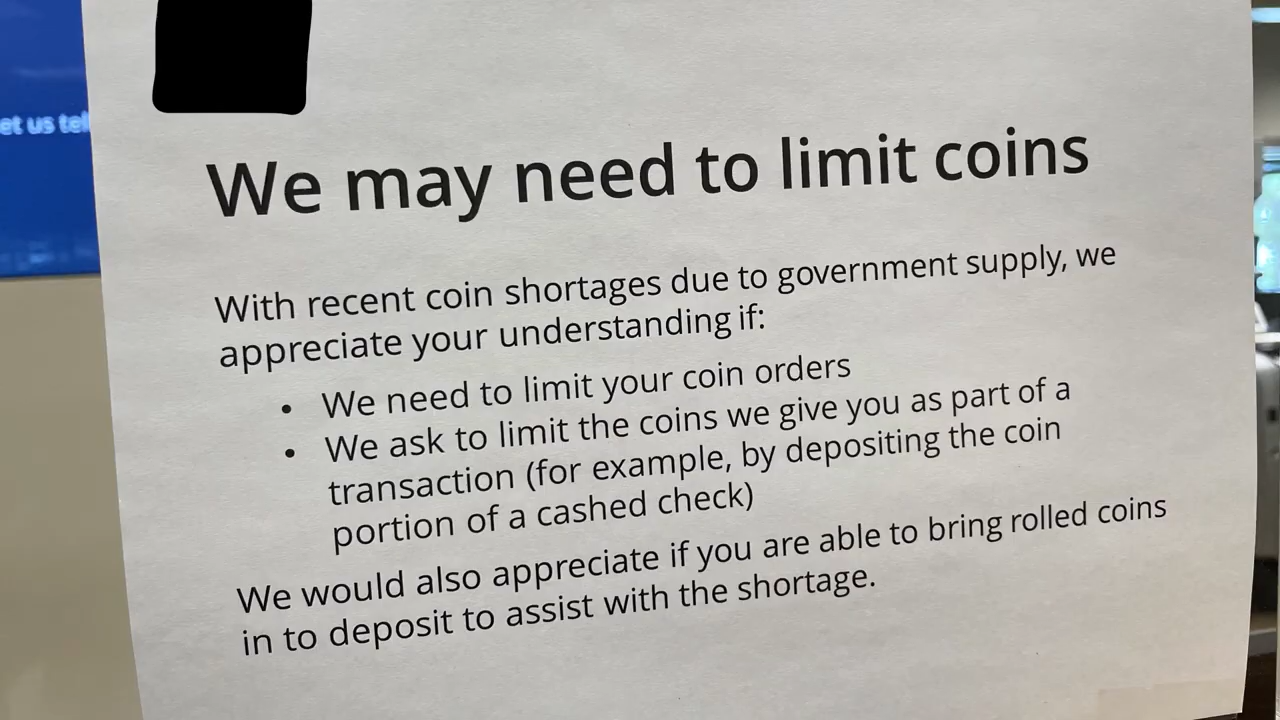 et us tel
We may need to limit coins
With recent coin shortages due to government supply, we
appreciate your understanding if:
• We need to limit your coin orders
• We ask to limit the coins we give you as part of a
transaction (for example, by depositing the coin
portion of a cashed check)
We would also appreciate if you are able to bring rolled coins
in to deposit to assist with the shortage.